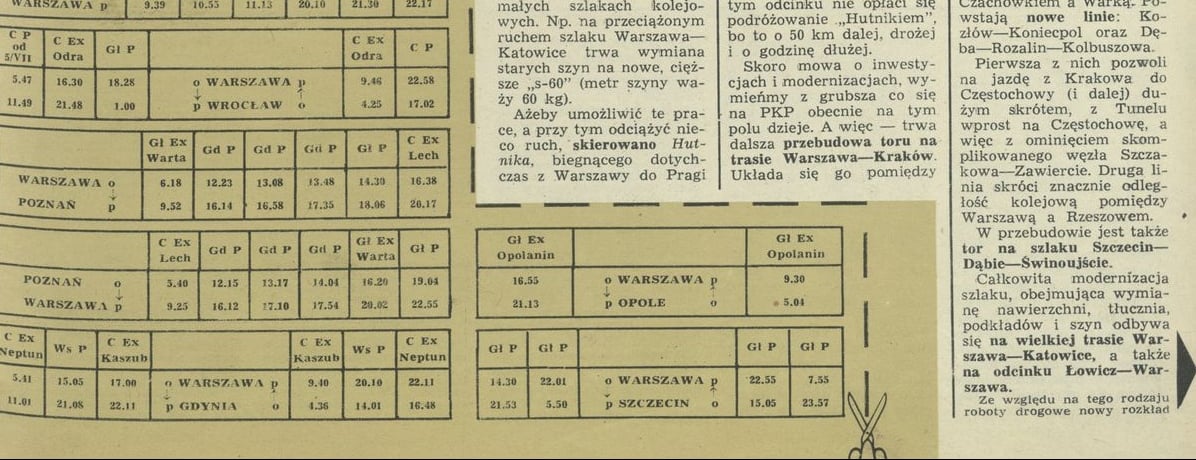 WARSZAWA p 9.39 10.55 11.13 20.10 21.30 22.17
C P od 5/VII C Ex Odra Gł P C Ex Odra C P
5.47 16.30 18.28 o WARSZAWA p 9.46 22.58
11.49 21.48 1.00 p WROCŁAW o 4.25 17.02
Gł Ex Warta Gd P Gd P Gd P Gł P C Ex Lech
WARSZAWA o 6.18 12.23 13.08 13.48 14.30 16.38
POZNAŃ p 9.52 16.14 16.58 17.35 18.06 20.17
C Ex Lech Gd P Gd P Gd P Gł Ex Warta Gł P
POZNAŃ o 5.40 12.15 13.17 14.04 16.20 19.04
WARSZAWA p 9.25 16.12 17.10 17.54 20.02 22.55
C Ex Neptun Ws P C Ex Kaszub C Ex Kaszub Ws P C Ex Neptun
5.41 15.05 17.00 o WARSZAWA p 9.40 20.10 22.11
11.01 21.08 22.11 p GDYNIA o 4.36 14.01 16.48
małych szlakach kolejo-
wych. Np. na przeciążonym
ruchem szlaku Warszawa—
Katowice trwa wymiana
starych szyn na nowe, cięż-
sze „s-60" (metr szyny wa-
ży 60 kg).
Ażeby umożliwić te pra-
ce, a przy tym odciążyć nie-
co ruch, skierowano Hut-
nika, biegnącego dotych-
czas z Warszawy do Pragi
Gł Ex Opolanin Gł Ex Opolanin
16.55 o WARSZAWA p 9.30
21.13 p OPOLE o 5.04
Gł P Gł P Gł P Gł P
14.30 22.01 o WARSZAWA p 22.55 7.55
21.53 5.50 p SZCZECIN o 15.05 23.57
tym odcinku nie opłaci się
podróżowanie „Hutnikiem",
bo to o 50 km dalej, drożej
i o godzinę dłużej.
Skoro mowa o inwesty-
cjach i modernizacjach, wy-
mieńmy z grubsza co się
na PKP obecnie na tym
polu dzieje. A więc — trwa
dalsza przebudowa toru na
trasie Warszawa—Kraków.
Układa się go pomiędzy
Czachówkiem a Warką. Po-
wstają nowe linie: Ko-
złów—Koniecpol oraz Dę-
ba—Rozalin—Kolbuszowa.
Pierwsza z nich pozwoli
na jazdę z Krakowa do
Częstochowy (i dalej) du-
żym skrótem, z Tunelu
wprost na Częstochowę, a
więc z ominięciem skom-
plikowanego węzła Szcza-
kowa—Zawiercie. Druga li-
nia skróci znacznie odleg-
łość kolejową pomiędzy
Warszawą a Rzeszowem.
W przebudowie jest także
tor na szlaku Szczecin—
Dąbie—Świnoujście.
Całkowita modernizacja
szlaku, obejmująca wymia-
nę nawierzchni, tłucznia,
podkładów i szyn odbywa
się na wielkiej trasie War-
szawa—Katowice, a także
na odcinku Łowicz—War-
szawa.
Ze względu na tego rodzaju
roboty drogowe nowy rozkład